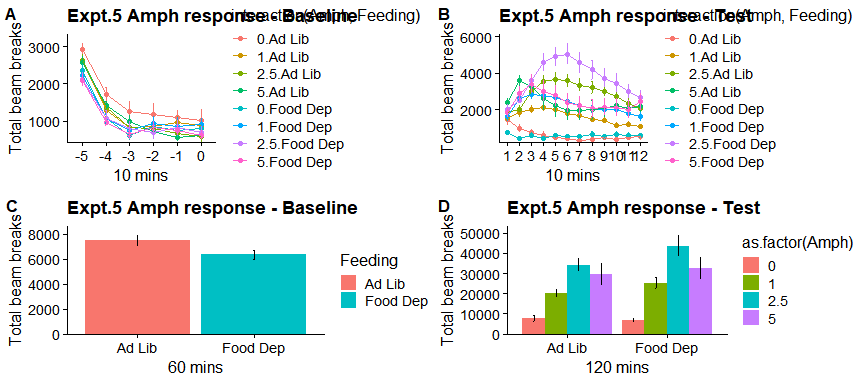 A
Expt.5 Amph response - Baseline
interaction(Amph, Feeding)
Total beam breaks
3000
2000
1000
-5 -4 -3 -2 -1 0
10 mins
0.Ad Lib
1.Ad Lib
2.5.Ad Lib
5.Ad Lib
0.Food Dep
1.Food Dep
2.5.Food Dep
5.Food Dep
B
Expt.5 Amph response - Test
interaction(Amph, Feeding)
Total beam breaks
6000
4000
2000
1 2 3 4 5 6 7 8 9 10 11 12
10 mins
0.Ad Lib
1.Ad Lib
2.5.Ad Lib
5.Ad Lib
0.Food Dep
1.Food Dep
2.5.Food Dep
5.Food Dep
C
Expt.5 Amph response - Baseline
Total beam breaks
8000
6000
4000
2000
0
Ad Lib Food Dep
60 mins
Feeding
Ad Lib
Food Dep
D
Expt.5 Amph response - Test
Total beam breaks
50000
40000
30000
20000
10000
0
Ad Lib Food Dep
120 mins
as.factor(Amph)
0
1
2.5
5